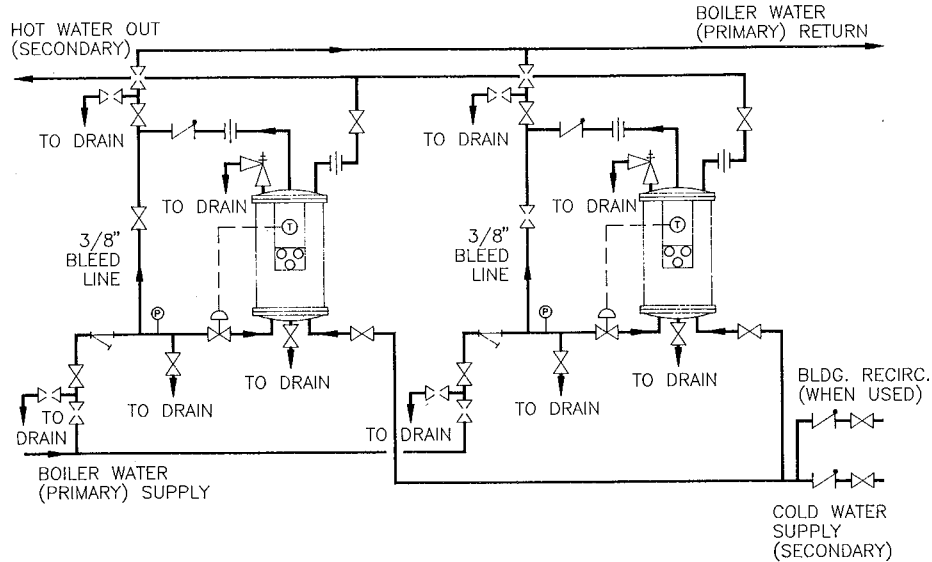 HOT WATER OUT
(SECONDARY)
BOILER WATER
(PRIMARY) RETURN
TO DRAIN
TO DRAIN
TO DRAIN
TO DRAIN
3/8"
BLEED
LINE
T
3/8"
BLEED
LINE
T
P
P
TO DRAIN
TO DRAIN
TO DRAIN
TO DRAIN
TO
DRAIN
TO DRAIN
BLDG. RECIRC.
(WHEN USED)
BOILER WATER
(PRIMARY) SUPPLY
COLD WATER
SUPPLY
(SECONDARY)